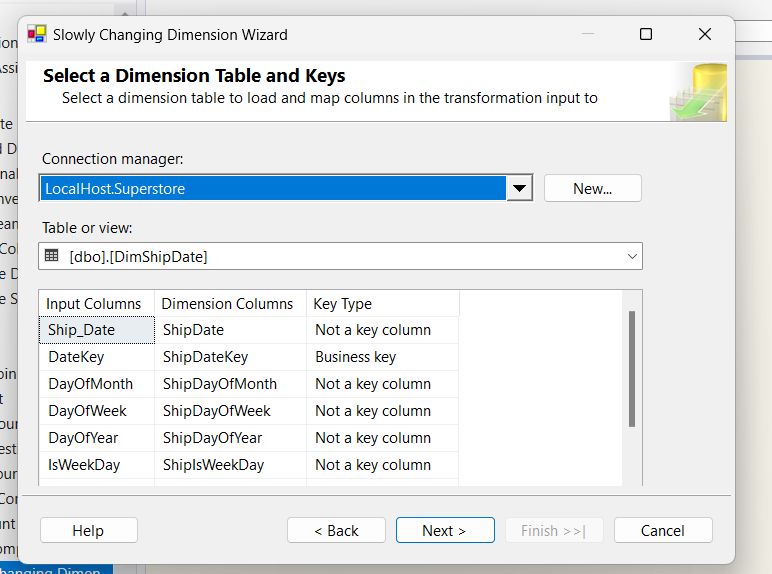 Slowly Changing Dimension Wizard
Select a Dimension Table and Keys
Select a dimension table to load and map columns in the transformation input to
Connection manager:
LocalHost.Superstore
New...
Table or view:
[dbo].[DimShipDate]
Input Columns Dimension Columns Key Type
Ship_Date ShipDate Not a key column
DateKey ShipDateKey Business key
DayOfMonth ShipDayOfMonth Not a key column
DayOfWeek ShipDayOfWeek Not a key column
DayOfYear ShipDayOfYear Not a key column
IsWeekDay ShipIsWeekDay Not a key column
Help
< Back
Next >
Finish >>|
Cancel